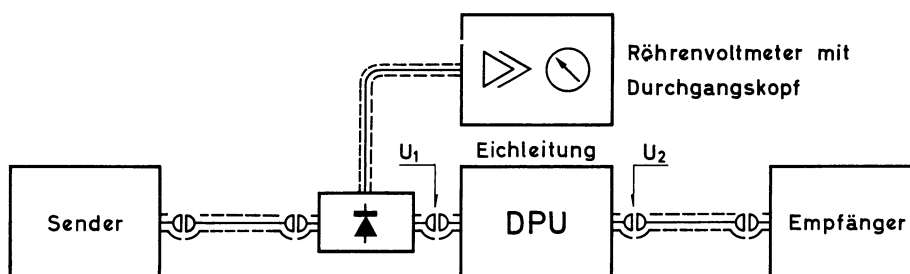 Röhrenvoltmeter mit
Durchgangskopf
U₁
Eichleitung
U₂
Sender
DPU
Empfänger